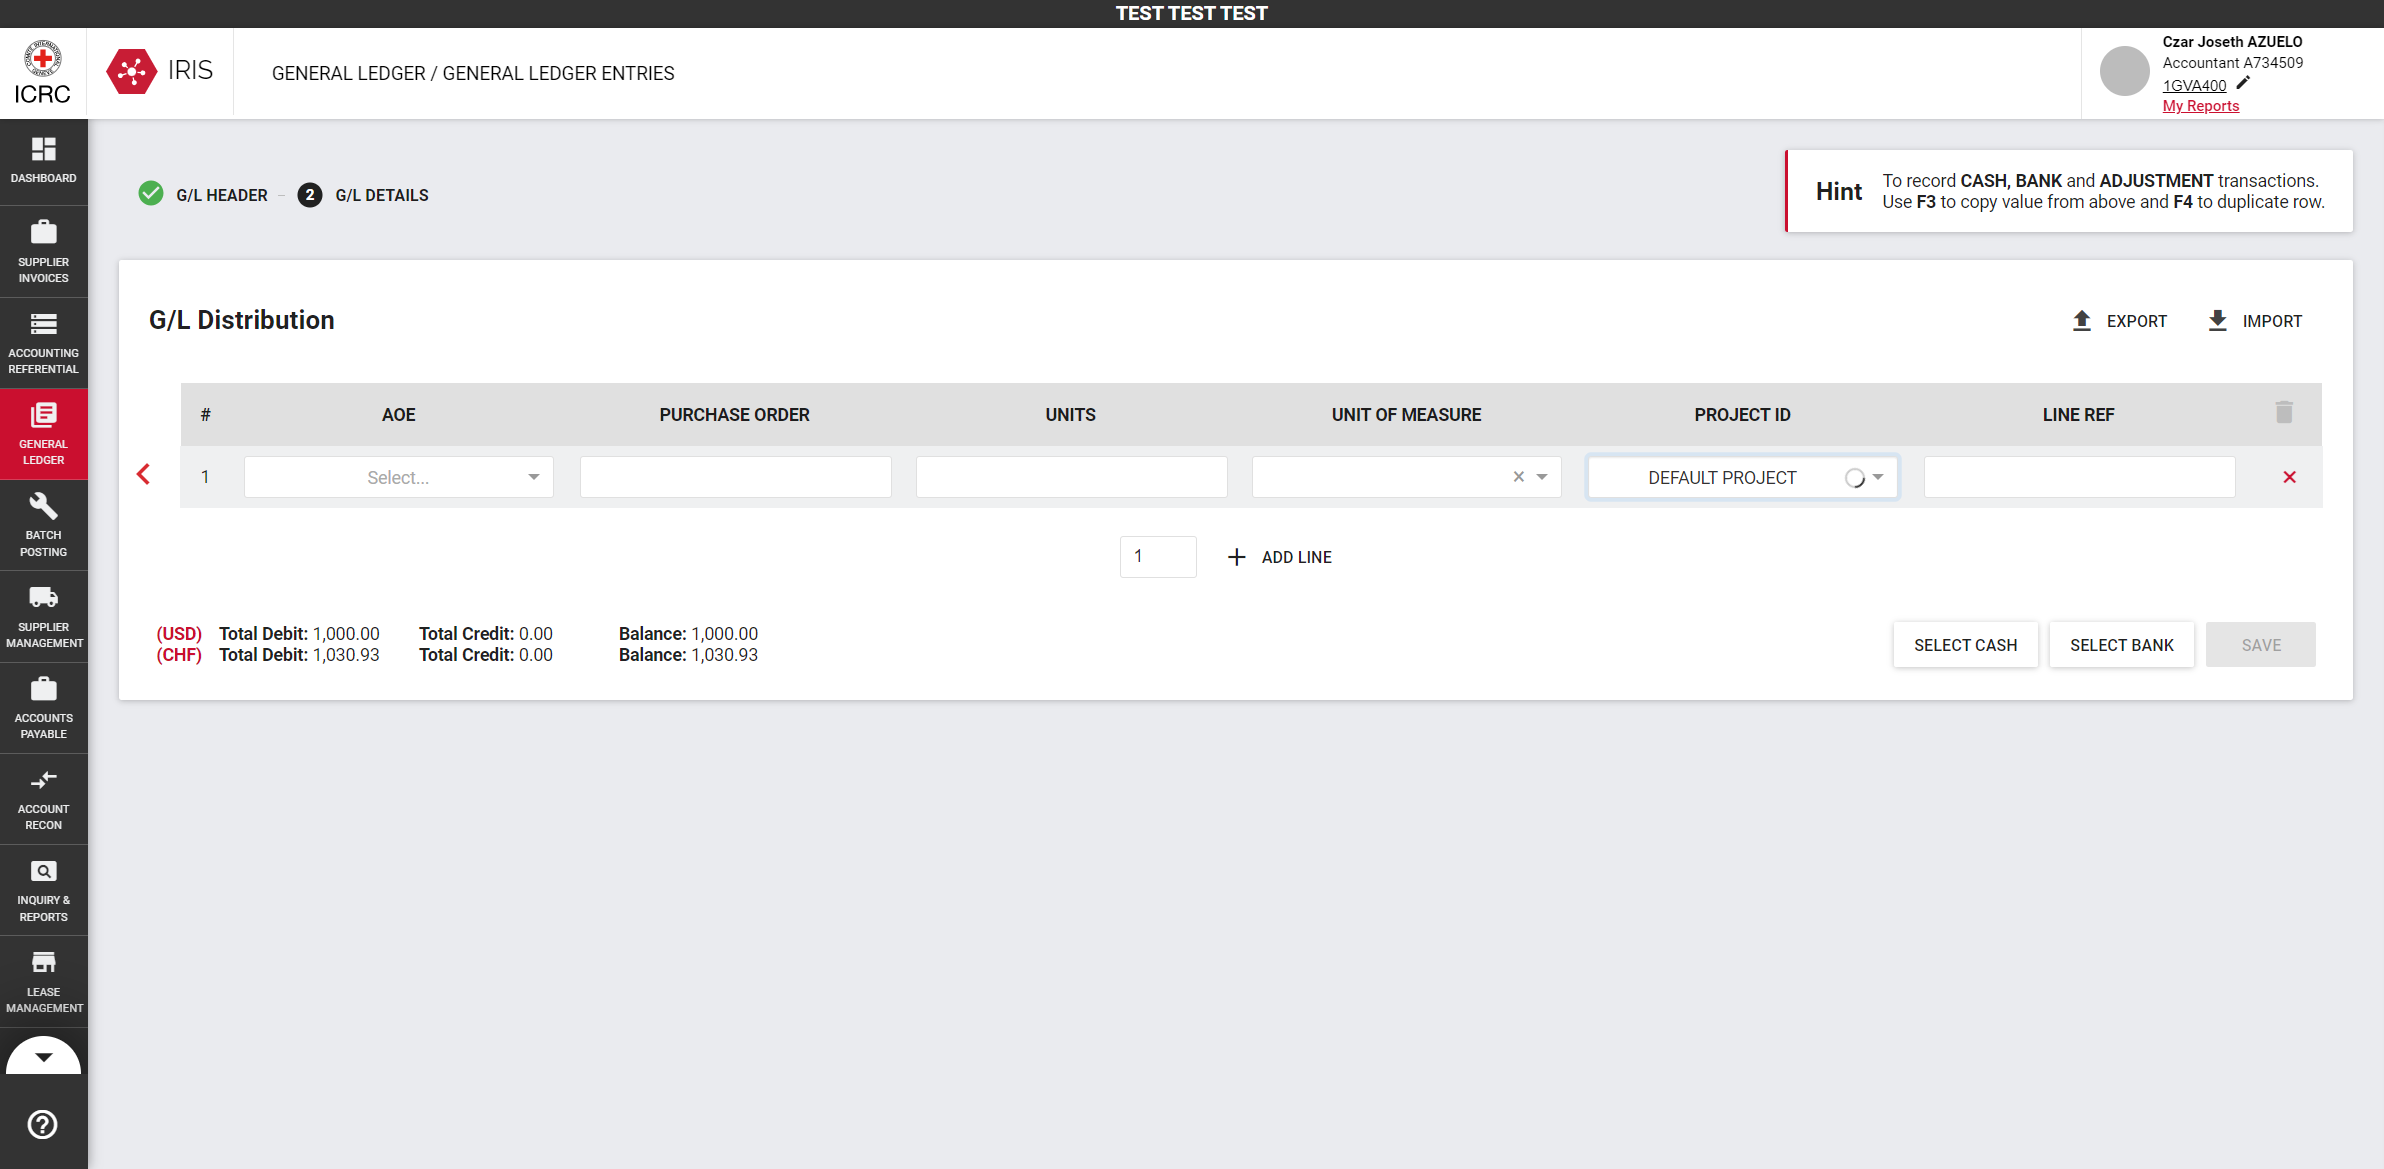 TEST TEST TEST
ICRC
IRIS
GENERAL LEDGER / GENERAL LEDGER ENTRIES
Czar Joseth AZUELO
Accountant A734509
1GVA400
My Reports
DASHBOARD
SUPPLIER
INVOICES
ACCOUNTING
REFERENTIAL
GENERAL
LEDGER
BATCH
POSTING
SUPPLIER
MANAGEMENT
ACCOUNTS
PAYABLE
ACCOUNT
RECON
INQUIRY &
REPORTS
LEASE
MANAGEMENT
G/L HEADER – 2 G/L DETAILS
Hint
To record CASH, BANK and ADJUSTMENT transactions.
Use F3 to copy value from above and F4 to duplicate row.
G/L Distribution
EXPORT IMPORT
# AOE PURCHASE ORDER UNITS UNIT OF MEASURE PROJECT ID LINE REF
1 Select... DEFAULT PROJECT
1 ADD LINE
(USD) Total Debit: 1,000.00 Total Credit: 0.00 Balance: 1,000.00
(CHF) Total Debit: 1,030.93 Total Credit: 0.00 Balance: 1,030.93
SELECT CASH SELECT BANK SAVE